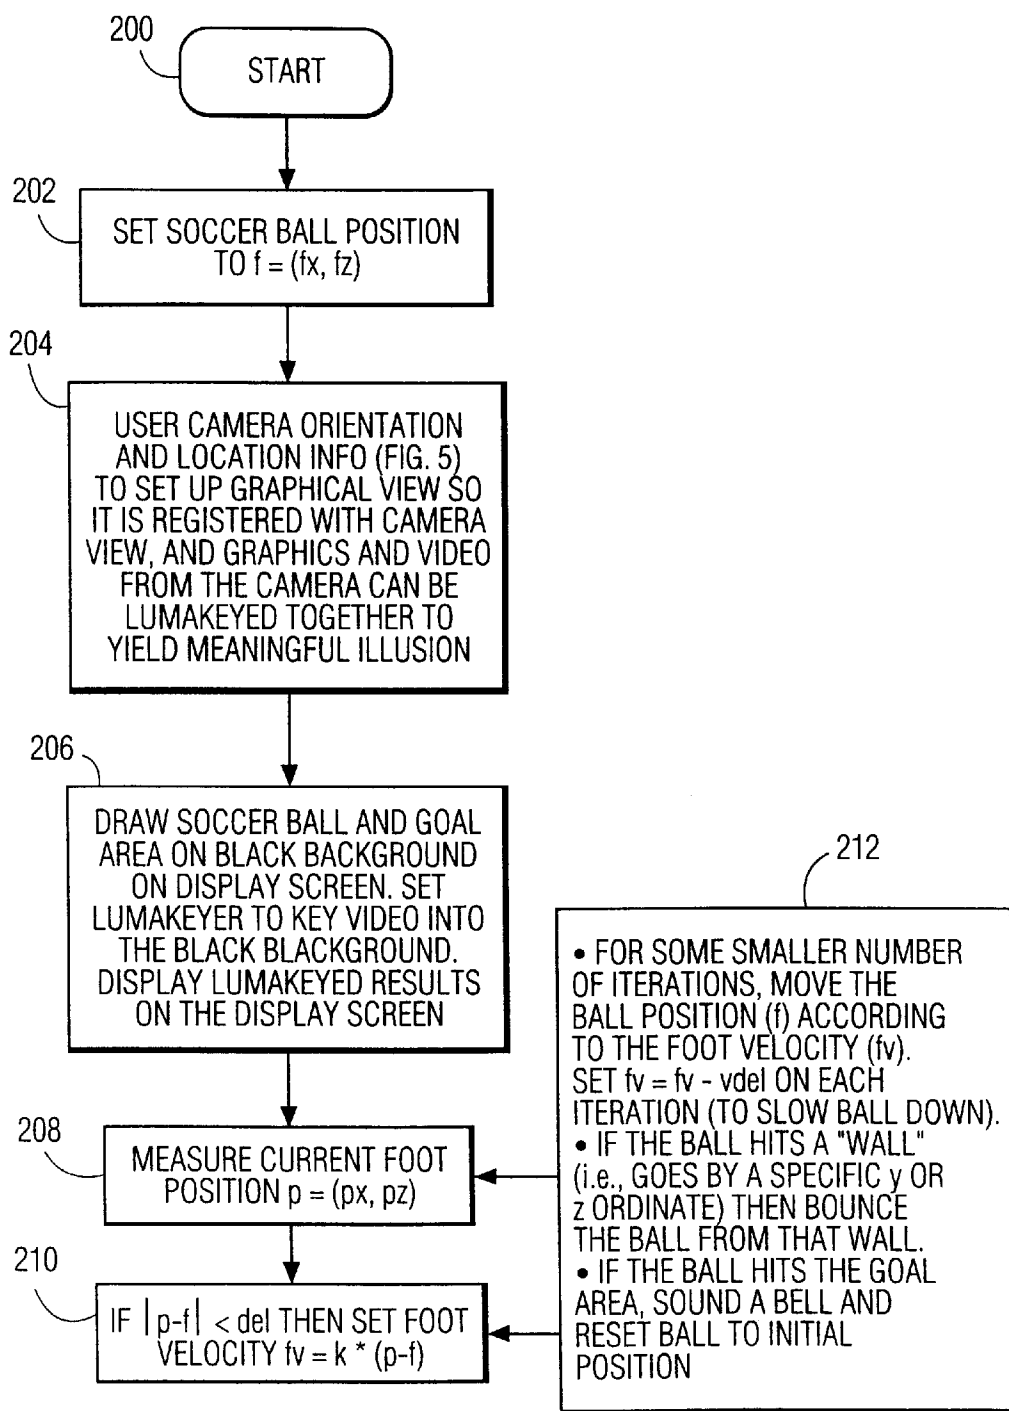 200
START
202
SET SOCCER BALL POSITION
TO f = (fx, fz)
204
USER CAMERA ORIENTATION
AND LOCATION INFO (FIG. 5)
TO SET UP GRAPHICAL VIEW SO
IT IS REGISTERED WITH CAMERA
VIEW, AND GRAPHICS AND VIDEO
FROM THE CAMERA CAN BE
LUMAKEYED TOGETHER TO
YIELD MEANINGFUL ILLUSION
206
DRAW SOCCER BALL AND GOAL
AREA ON BLACK BACKGROUND
ON DISPLAY SCREEN. SET
LUMAKEYER TO KEY VIDEO INTO
THE BLACK BLACKGROUND.
DISPLAY LUMAKEYED RESULTS
ON THE DISPLAY SCREEN
208
MEASURE CURRENT FOOT
POSITION p = (px, pz)
210
IF |p-f| < del THEN SET FOOT
VELOCITY fv = k * (p-f)
212
• FOR SOME SMALLER NUMBER
OF ITERATIONS, MOVE THE
BALL POSITION (f) ACCORDING
TO THE FOOT VELOCITY (fv).
SET fv = fv - vdel ON EACH
ITERATION (TO SLOW BALL DOWN).
• IF THE BALL HITS A "WALL"
(i.e., GOES BY A SPECIFIC y OR
z ORDINATE) THEN BOUNCE
THE BALL FROM THAT WALL.
• IF THE BALL HITS THE GOAL
AREA, SOUND A BELL AND
RESET BALL TO INITIAL
POSITION